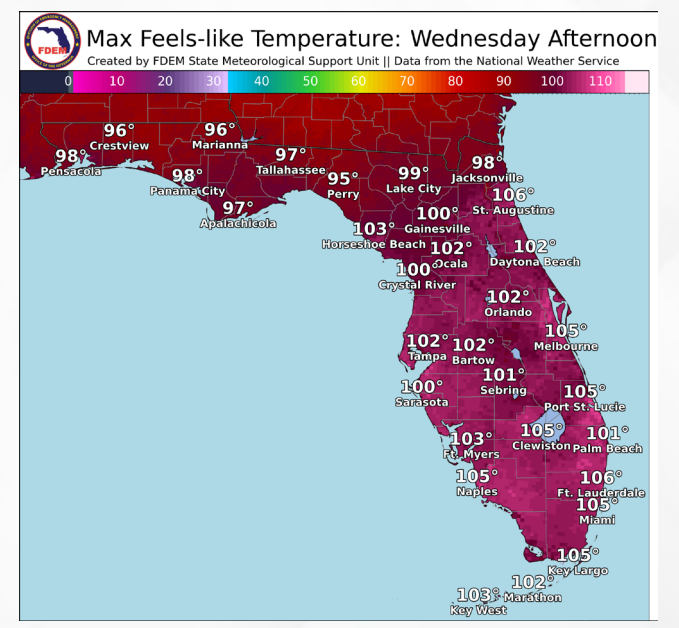 FDEM
Max Feels-like Temperature: Wednesday Afternoon
Created by FDEM State Meteorological Support Unit || Data from the National Weather Service
0 10 20 30 40 50 60 70 80 90 100 110
96°
Crestview
96°
Marianna
98°
Pensacola
97°
Tallahassee
98°
Panama City
95°
Perry
99°
Lake City
98°
Jacksonville
97°
Apalachicola
106°
St. Augustine
100°
Gainesville
103°
Horseshoe Beach
102°
Ocala
102°
Daytona Beach
100°
Crystal River
102°
Orlando
105°
Melbourne
102°
Tampa
102°
Bartow
101°
Sebring
100°
Sarasota
105°
Port St. Lucie
105°
Clewiston
101°
Palm Beach
103°
Ft. Myers
105°
Naples
106°
Ft. Lauderdale
105°
Miami
105°
Key Largo
102°
Marathon
103°
Key West